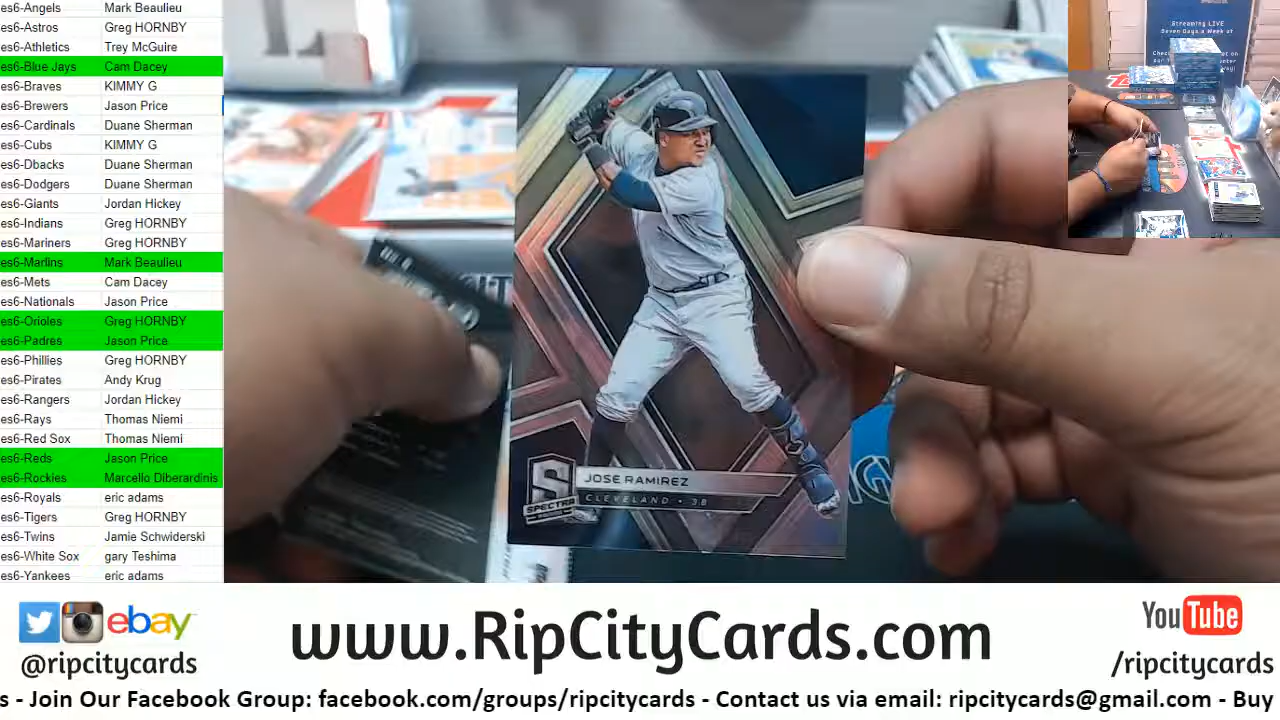 es6-Angels Mark Beaulieu
es6-Astros Greg HORNBY
es6-Athletics Trey McGuire
es6-Blue Jays Cam Dacey
es6-Braves KIMMY G
es6-Brewers Jason Price
es6-Cardinals Duane Sherman
es6-Cubs KIMMY G
es6-Dbacks Duane Sherman
es6-Dodgers Duane Sherman
es6-Giants Jordan Hickey
es6-Indians Greg HORNBY
es6-Mariners Greg HORNBY
es6-Marlins Mark Beaulieu
es6-Mets Cam Dacey
es6-Nationals Jason Price
es6-Orioles Greg HORNBY
es6-Padres Jason Price
es6-Phillies Greg HORNBY
es6-Pirates Andy Krug
es6-Rangers Jordan Hickey
es6-Rays Thomas Niemi
es6-Red Sox Thomas Niemi
es6-Reds Jason Price
es6-Rockies Marcello Diberardinis
es6-Royals eric adams
es6-Tigers Greg HORNBY
es6-Twins Jamie Schwiderski
es6-White Sox gary Teshima
es6-Yankees eric adams
Streaming LIVE
Seven Days a Week at
JOSE RAMIREZ
CLEVELAND • 3B
S
SPECTRA
ebay
@ripcitycards
www.RipCityCards.com
YouTube
/ripcitycards
s - Join Our Facebook Group: facebook.com/groups/ripcitycards - Contact us via email: ripcitycards@gmail.com - Buy